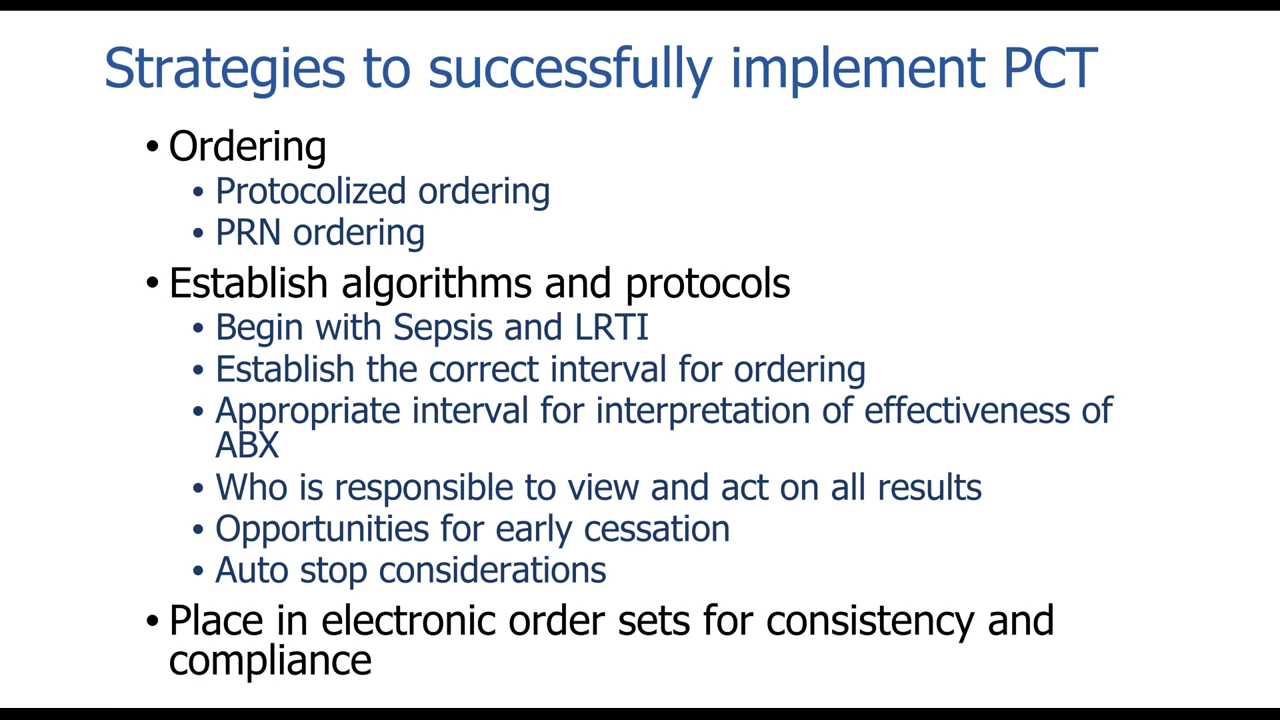 Strategies to successfully implement PCT
• Ordering
• Protocolized ordering
• PRN ordering
• Establish algorithms and protocols
• Begin with Sepsis and LRTI
• Establish the correct interval for ordering
• Appropriate interval for interpretation of effectiveness of
ABX
• Who is responsible to view and act on all results
• Opportunities for early cessation
• Auto stop considerations
• Place in electronic order sets for consistency and
compliance